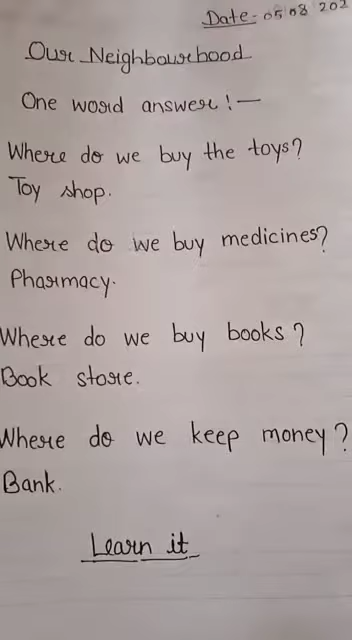 Date:- 05 08 202
Our Neighbourhood
One word answer!—
Where do we buy the toys?
Toy shop.
Where do we buy medicines?
Pharmacy.
Where do we buy books?
Book store.
Where do we keep money?
Bank.
Learn it